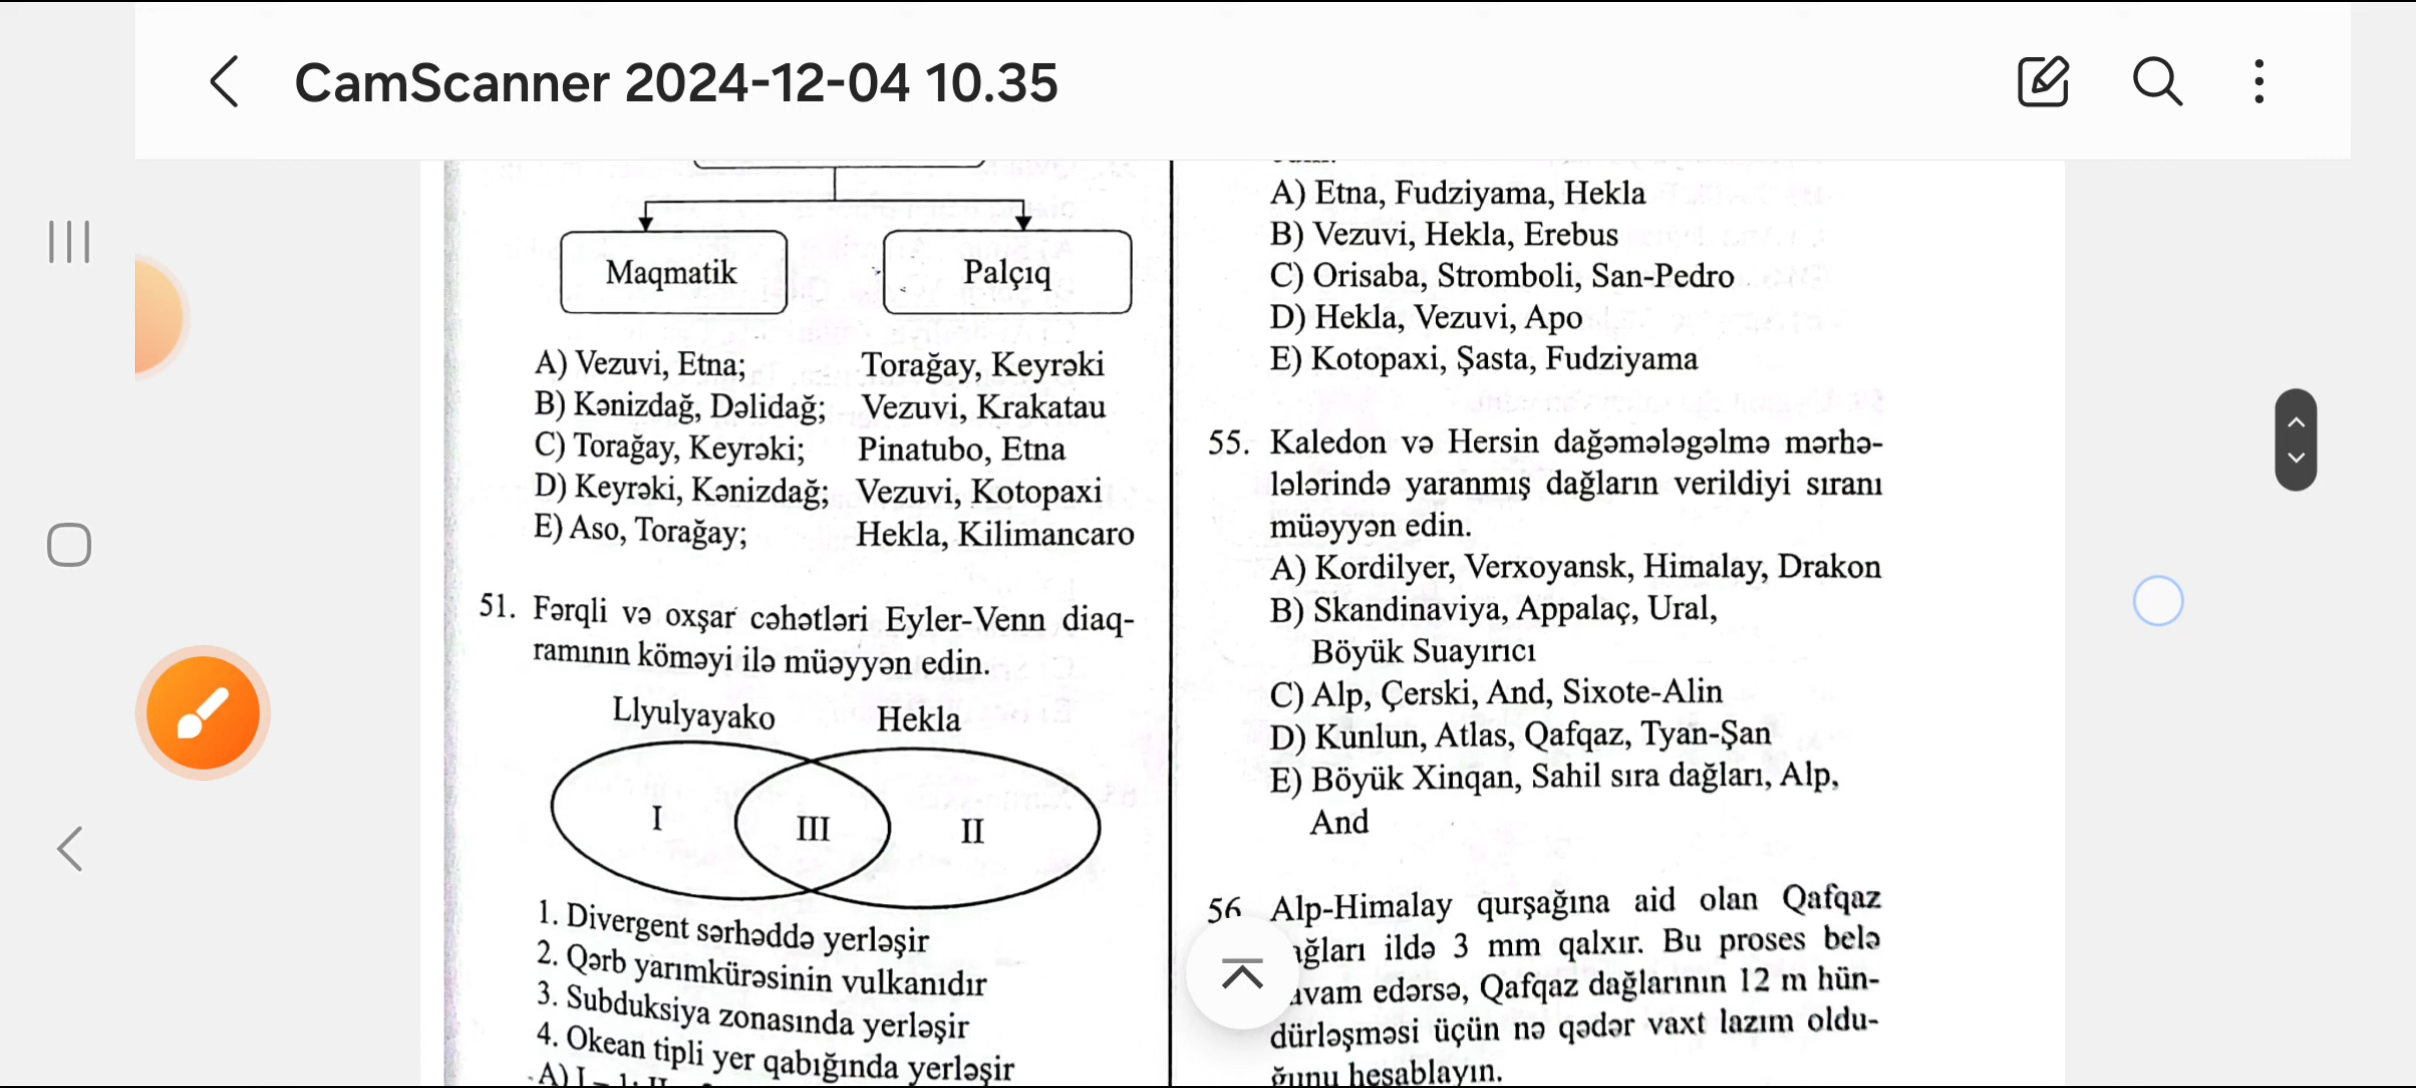 CamScanner 2024-12-04 10.35
Maqmatik
Palçıq
A) Vezuvi, Etna; Torağay, Keyrəki
B) Kənizdağ, Dəlidağ; Vezuvi, Krakatau
C) Torağay, Keyrəki; Pinatubo, Etna
D) Keyrəki, Kənizdağ; Vezuvi, Kotopaxi
E) Aso, Torağay; Hekla, Kilimancaro
51. Fərqli və oxşar cəhətləri Eyler-Venn diaq-
ramının köməyi ilə müəyyən edin.
Llyulyayako Hekla
I III II
1. Divergent sərhəddə yerləşir
2. Qərb yarımkürəsinin vulkanıdır
3. Subduksiya zonasında yerləşir
4. Okean tipli yer qabığında yerləşir
A) Etna, Fudziyama, Hekla
B) Vezuvi, Hekla, Erebus
C) Orisaba, Stromboli, San-Pedro
D) Hekla, Vezuvi, Apo
E) Kotopaxi, Şasta, Fudziyama
55. Kaledon və Hersin dağəmələgəlmə mərhə-
lələrində yaranmış dağların verildiyi sıranı
müəyyən edin.
A) Kordilyer, Verxoyansk, Himalay, Drakon
B) Skandinaviya, Appalaç, Ural,
Böyük Suayırıcı
C) Alp, Çerski, And, Sixote-Alin
D) Kunlun, Atlas, Qafqaz, Tyan-Şan
E) Böyük Xinqan, Sahil sıra dağları, Alp,
And
56 Alp-Himalay qurşağına aid olan Qafqaz
ğları ildə 3 mm qalxır. Bu proses belə
avam edərsə, Qafqaz dağlarının 12 m hün-
dürləşməsi üçün nə qədər vaxt lazım oldu-
ğunu hesablayın.